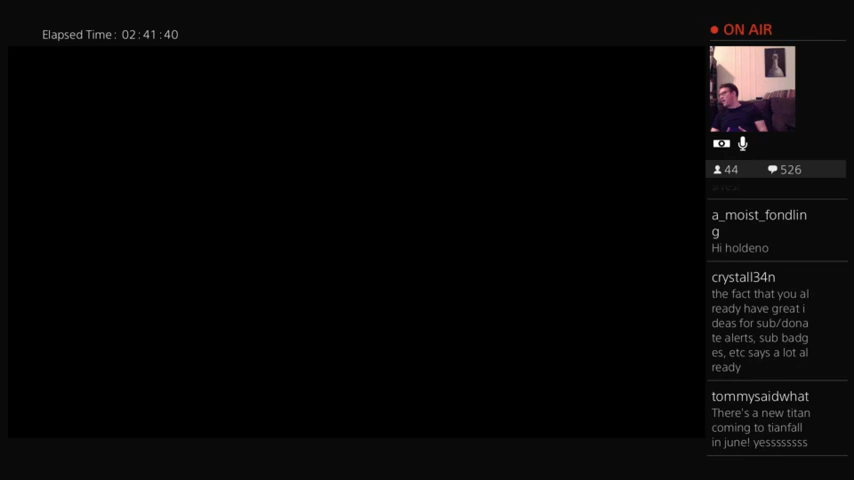 Elapsed Time: 02:41:40
ON AIR
44
526
a_moist_fondlin
g
Hi holdeno
crystall34n
the fact that you al
ready have great i
deas for sub/dona
te alerts, sub badg
es, etc says a lot al
ready
tommysaidwhat
There's a new titan
coming to tianfall
in june! yessssssss